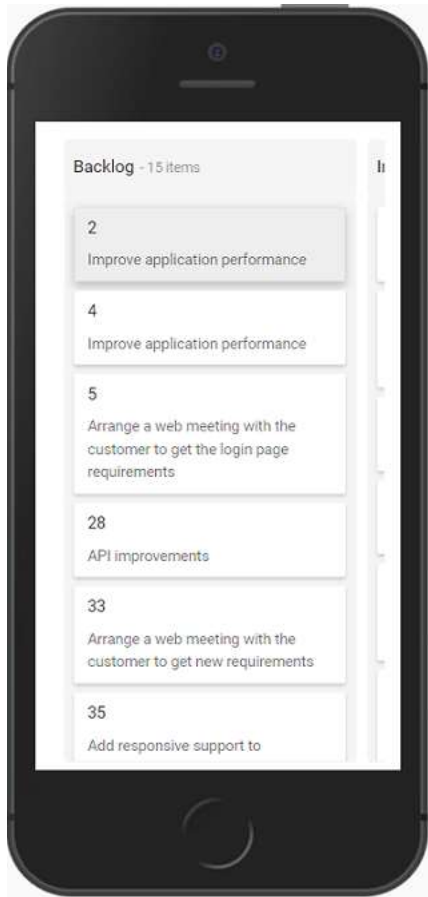 Backlog - 15 items
2
Improve application performance
4
Improve application performance
5
Arrange a web meeting with the
customer to get the login page
requirements
28
API improvements
33
Arrange a web meeting with the
customer to get new requirements
35
Add responsive support to